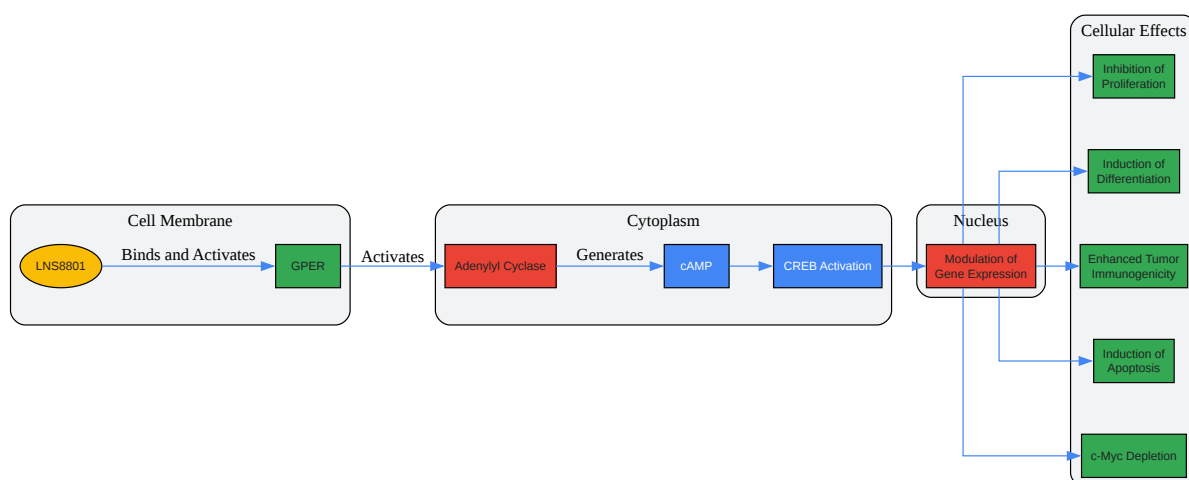 Cellular Effects
Inhibition of
Proliferation
Induction of
Differentiation
Cell Membrane
Cytoplasm
Nucleus
LNS8801
Binds and Activates
GPER
Activates
Adenylyl Cyclase
Generates
cAMP
CREB Activation
Modulation of
Gene Expression
Enhanced Tumor
Immunogenicity
Induction of
Apoptosis
c-Myc Depletion